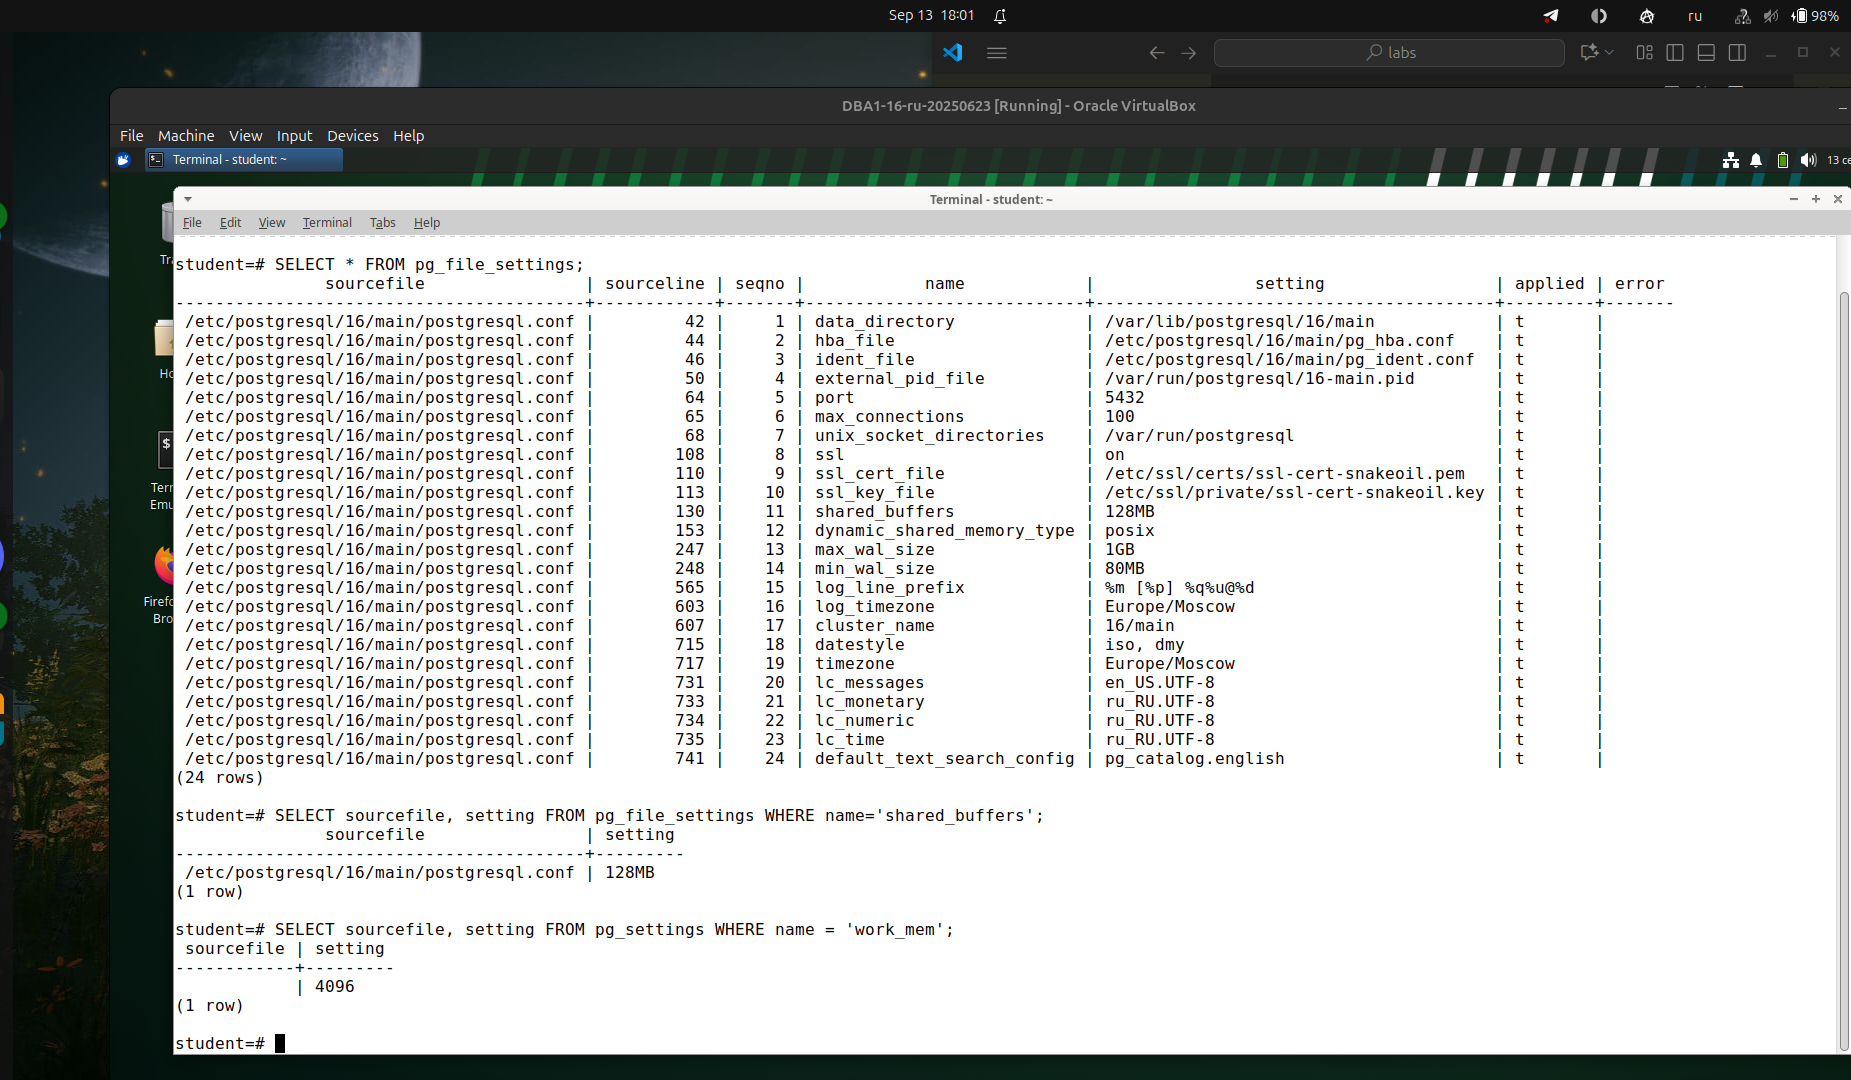 Sep 13 18:01
ru
98%
labs
DBA1-16-ru-20250623 [Running] - Oracle VirtualBox
File Machine View Input Devices Help
Terminal - student: ~
13 се
Terminal - student: ~
File Edit View Terminal Tabs Help
student=# SELECT * FROM pg_file_settings;
sourcefile | sourceline | seqno | name | setting | applied | error
-----------------------------------------+------------+-------+----------------------------+----------------------------------------+---------+-------
/etc/postgresql/16/main/postgresql.conf | 42 | 1 | data_directory | /var/lib/postgresql/16/main | t |
/etc/postgresql/16/main/postgresql.conf | 44 | 2 | hba_file | /etc/postgresql/16/main/pg_hba.conf | t |
/etc/postgresql/16/main/postgresql.conf | 46 | 3 | ident_file | /etc/postgresql/16/main/pg_ident.conf | t |
/etc/postgresql/16/main/postgresql.conf | 50 | 4 | external_pid_file | /var/run/postgresql/16-main.pid | t |
/etc/postgresql/16/main/postgresql.conf | 64 | 5 | port | 5432 | t |
/etc/postgresql/16/main/postgresql.conf | 65 | 6 | max_connections | 100 | t |
/etc/postgresql/16/main/postgresql.conf | 68 | 7 | unix_socket_directories | /var/run/postgresql | t |
/etc/postgresql/16/main/postgresql.conf | 108 | 8 | ssl | on | t |
/etc/postgresql/16/main/postgresql.conf | 110 | 9 | ssl_cert_file | /etc/ssl/certs/ssl-cert-snakeoil.pem | t |
/etc/postgresql/16/main/postgresql.conf | 113 | 10 | ssl_key_file | /etc/ssl/private/ssl-cert-snakeoil.key | t |
/etc/postgresql/16/main/postgresql.conf | 130 | 11 | shared_buffers | 128MB | t |
/etc/postgresql/16/main/postgresql.conf | 153 | 12 | dynamic_shared_memory_type | posix | t |
/etc/postgresql/16/main/postgresql.conf | 247 | 13 | max_wal_size | 1GB | t |
/etc/postgresql/16/main/postgresql.conf | 248 | 14 | min_wal_size | 80MB | t |
/etc/postgresql/16/main/postgresql.conf | 565 | 15 | log_line_prefix | %m [%p] %q%u@%d | t |
/etc/postgresql/16/main/postgresql.conf | 603 | 16 | log_timezone | Europe/Moscow | t |
/etc/postgresql/16/main/postgresql.conf | 607 | 17 | cluster_name | 16/main | t |
/etc/postgresql/16/main/postgresql.conf | 715 | 18 | datestyle | iso, dmy | t |
/etc/postgresql/16/main/postgresql.conf | 717 | 19 | timezone | Europe/Moscow | t |
/etc/postgresql/16/main/postgresql.conf | 731 | 20 | lc_messages | en_US.UTF-8 | t |
/etc/postgresql/16/main/postgresql.conf | 733 | 21 | lc_monetary | ru_RU.UTF-8 | t |
/etc/postgresql/16/main/postgresql.conf | 734 | 22 | lc_numeric | ru_RU.UTF-8 | t |
/etc/postgresql/16/main/postgresql.conf | 735 | 23 | lc_time | ru_RU.UTF-8 | t |
/etc/postgresql/16/main/postgresql.conf | 741 | 24 | default_text_search_config | pg_catalog.english | t |
(24 rows)
student=# SELECT sourcefile, setting FROM pg_file_settings WHERE name='shared_buffers';
sourcefile | setting
-----------------------------------------+---------
/etc/postgresql/16/main/postgresql.conf | 128MB
(1 row)
student=# SELECT sourcefile, setting FROM pg_settings WHERE name = 'work_mem';
sourcefile | setting
------------+---------
| 4096
(1 row)
student=#
Tra
Ho
Term
Emu
Firefo
Bro